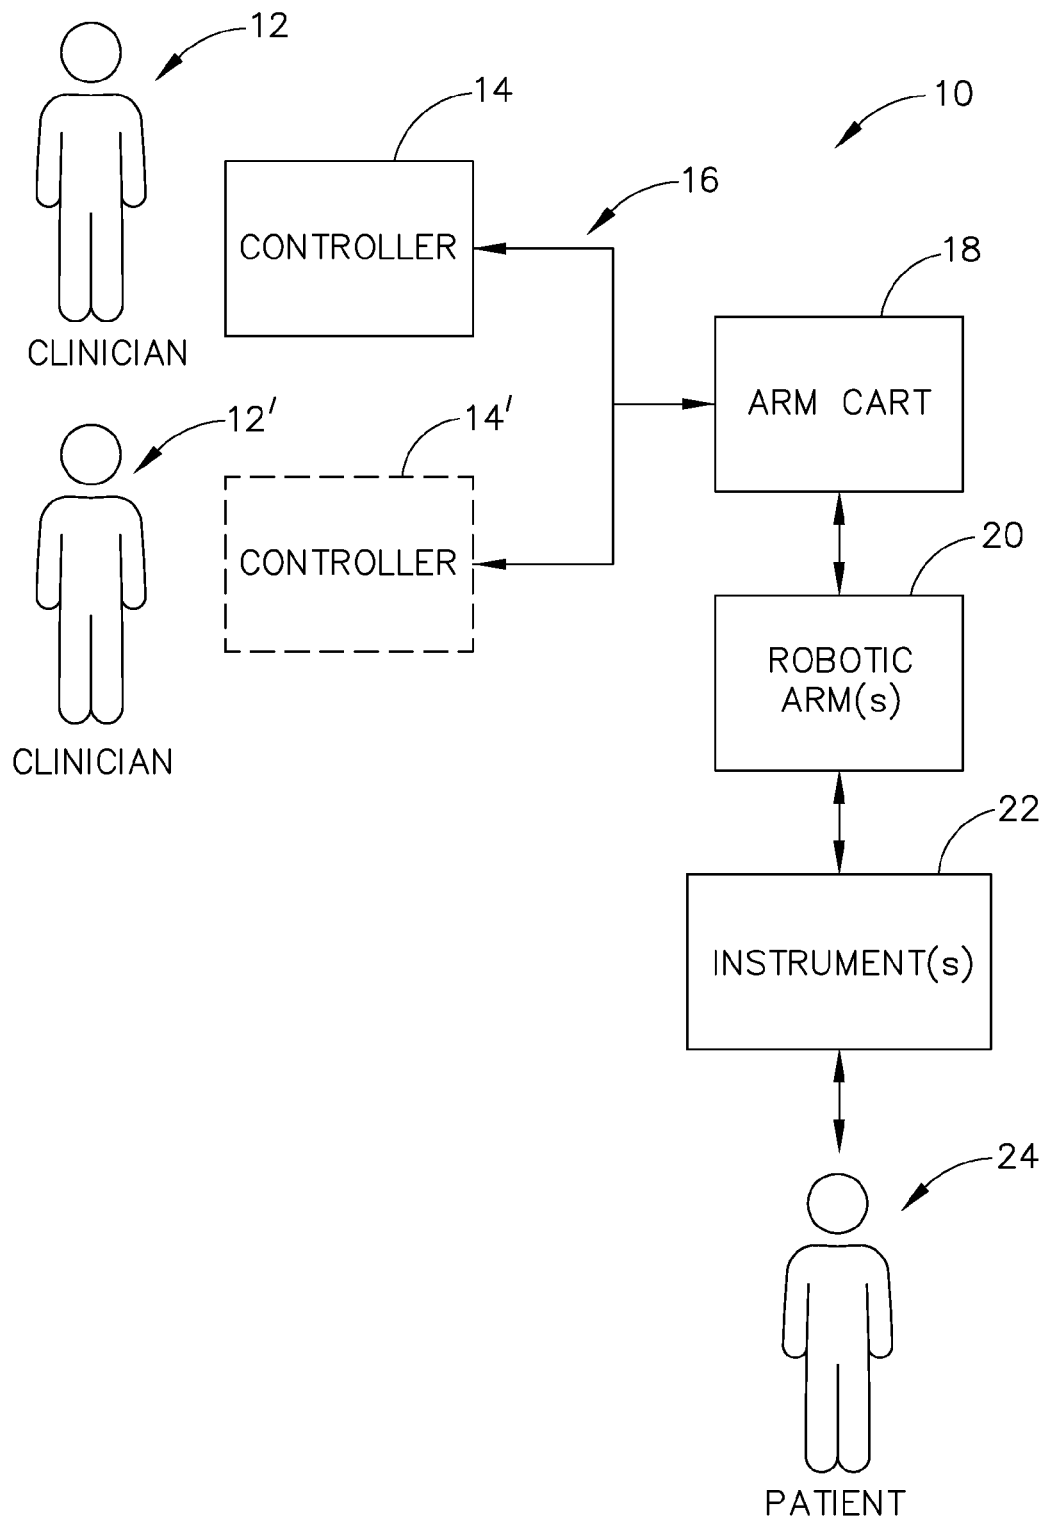 12
14
10
16
CONTROLLER
18
CLINICIAN
ARM CART
12'
14'
20
CONTROLLER
ROBOTIC
ARM(s)
CLINICIAN
22
INSTRUMENT(s)
24
PATIENT